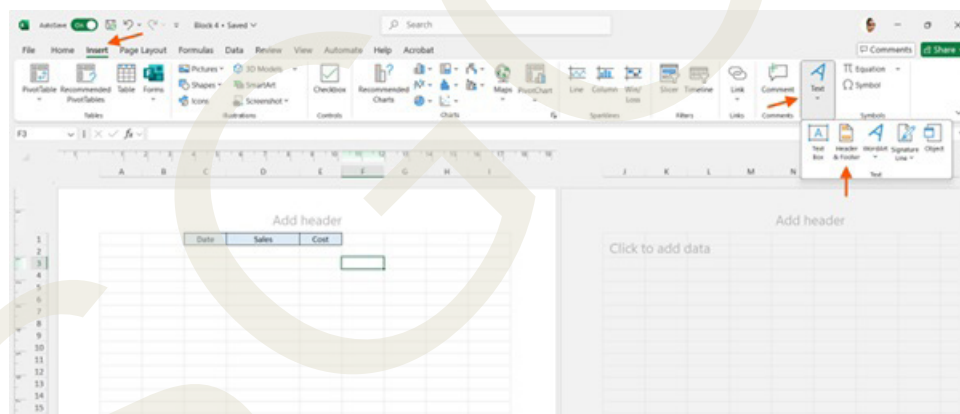 AutoSave On Block 4 • Saved Search
File Home Insert Page Layout Formulas Data Review View Automate Help Acrobat Comments Share
PivotTable Recommended PivotTables Table Forms
Tables
Pictures 3D Models
Shapes SmartArt
Icons Screenshot
Illustrations
Checkbox
Controls
Recommended Charts Maps PivotChart
Charts
Line Column Win/Loss
Sparklines
Slicer Timeline
Filters
Link
Links
Comment
Comments
Text
Equation
Symbol
Symbols
F3 fx
Text Box Header & Footer WordArt Signature Line Object
Text
A B C D E F G H I J K L M N
Add header Add header
1 Date Sales Cost
2 Click to add data
3
4
5
6
7
8
9
10
11
12
13
14
15